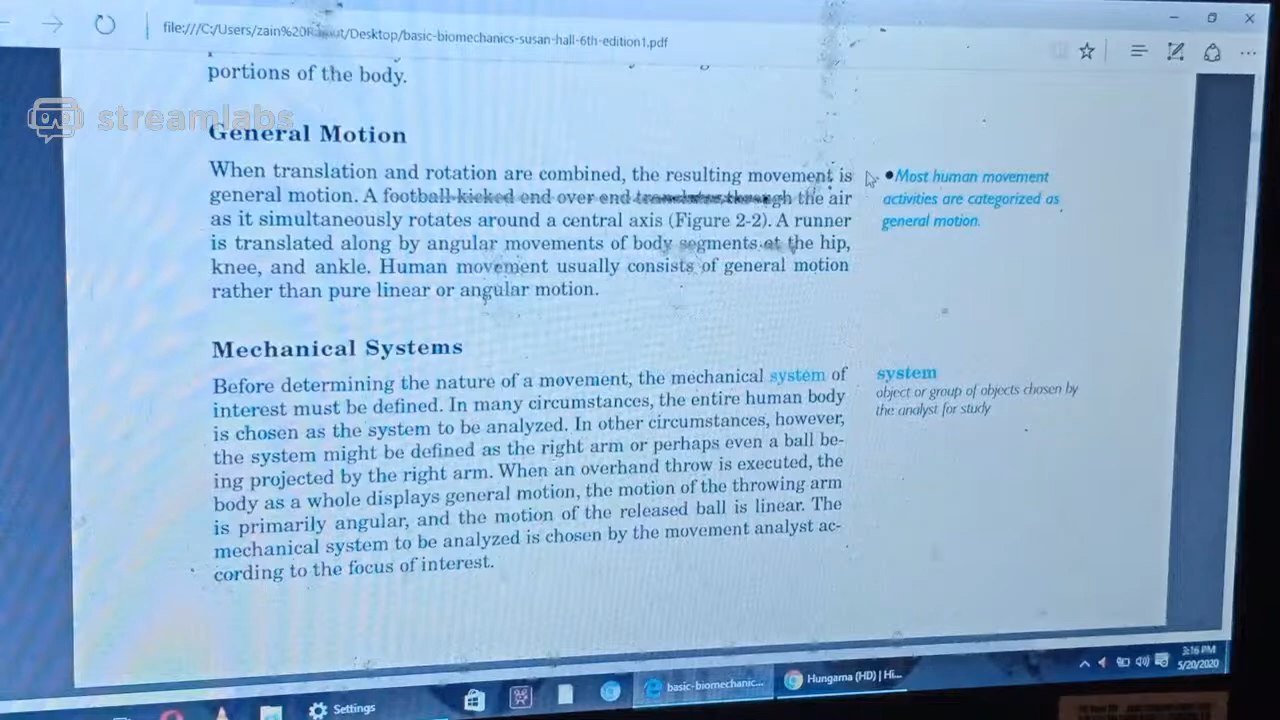 file:///C:/Users/zain%20R out/Desktop/basic-biomechanics-susan-hall-6th-edition1.pdf
portions of the body.
streamlabs
General Motion
When translation and rotation are combined, the resulting movement is
general motion. A football kicked end over end translates through the air
as it simultaneously rotates around a central axis (Figure 2-2). A runner
is translated along by angular movements of body segments at the hip,
knee, and ankle. Human movement usually consists of general motion
rather than pure linear or angular motion.
•Most human movement
activities are categorized as
general motion.
Mechanical Systems
Before determining the nature of a movement, the mechanical system of
interest must be defined. In many circumstances, the entire human body
is chosen as the system to be analyzed. In other circumstances, however,
the system might be defined as the right arm or perhaps even a ball be-
ing projected by the right arm. When an overhand throw is executed, the
body as a whole displays general motion, the motion of the throwing arm
is primarily angular, and the motion of the released ball is linear. The
mechanical system to be analyzed is chosen by the movement analyst ac-
cording to the focus of interest.
system
object or group of objects chosen by
the analyst for study
Settings
basic-biomechanic...
Hungama (HD) | Hi...
3:16 PM
5/20/2020